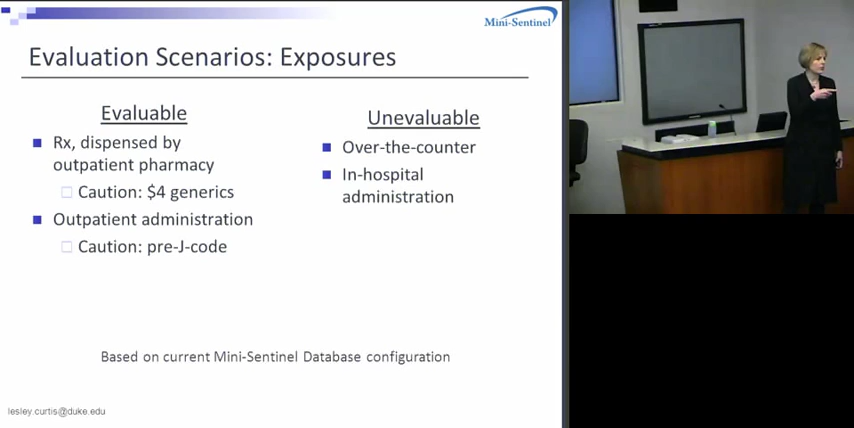 Mini-Sentinel
Evaluation Scenarios: Exposures
Evaluable
Rx, dispensed by
outpatient pharmacy
Caution: $4 generics
Outpatient administration
Caution: pre-J-code
Unevaluable
Over-the-counter
In-hospital
administration
Based on current Mini-Sentinel Database configuration
lesley.curtis@duke.edu